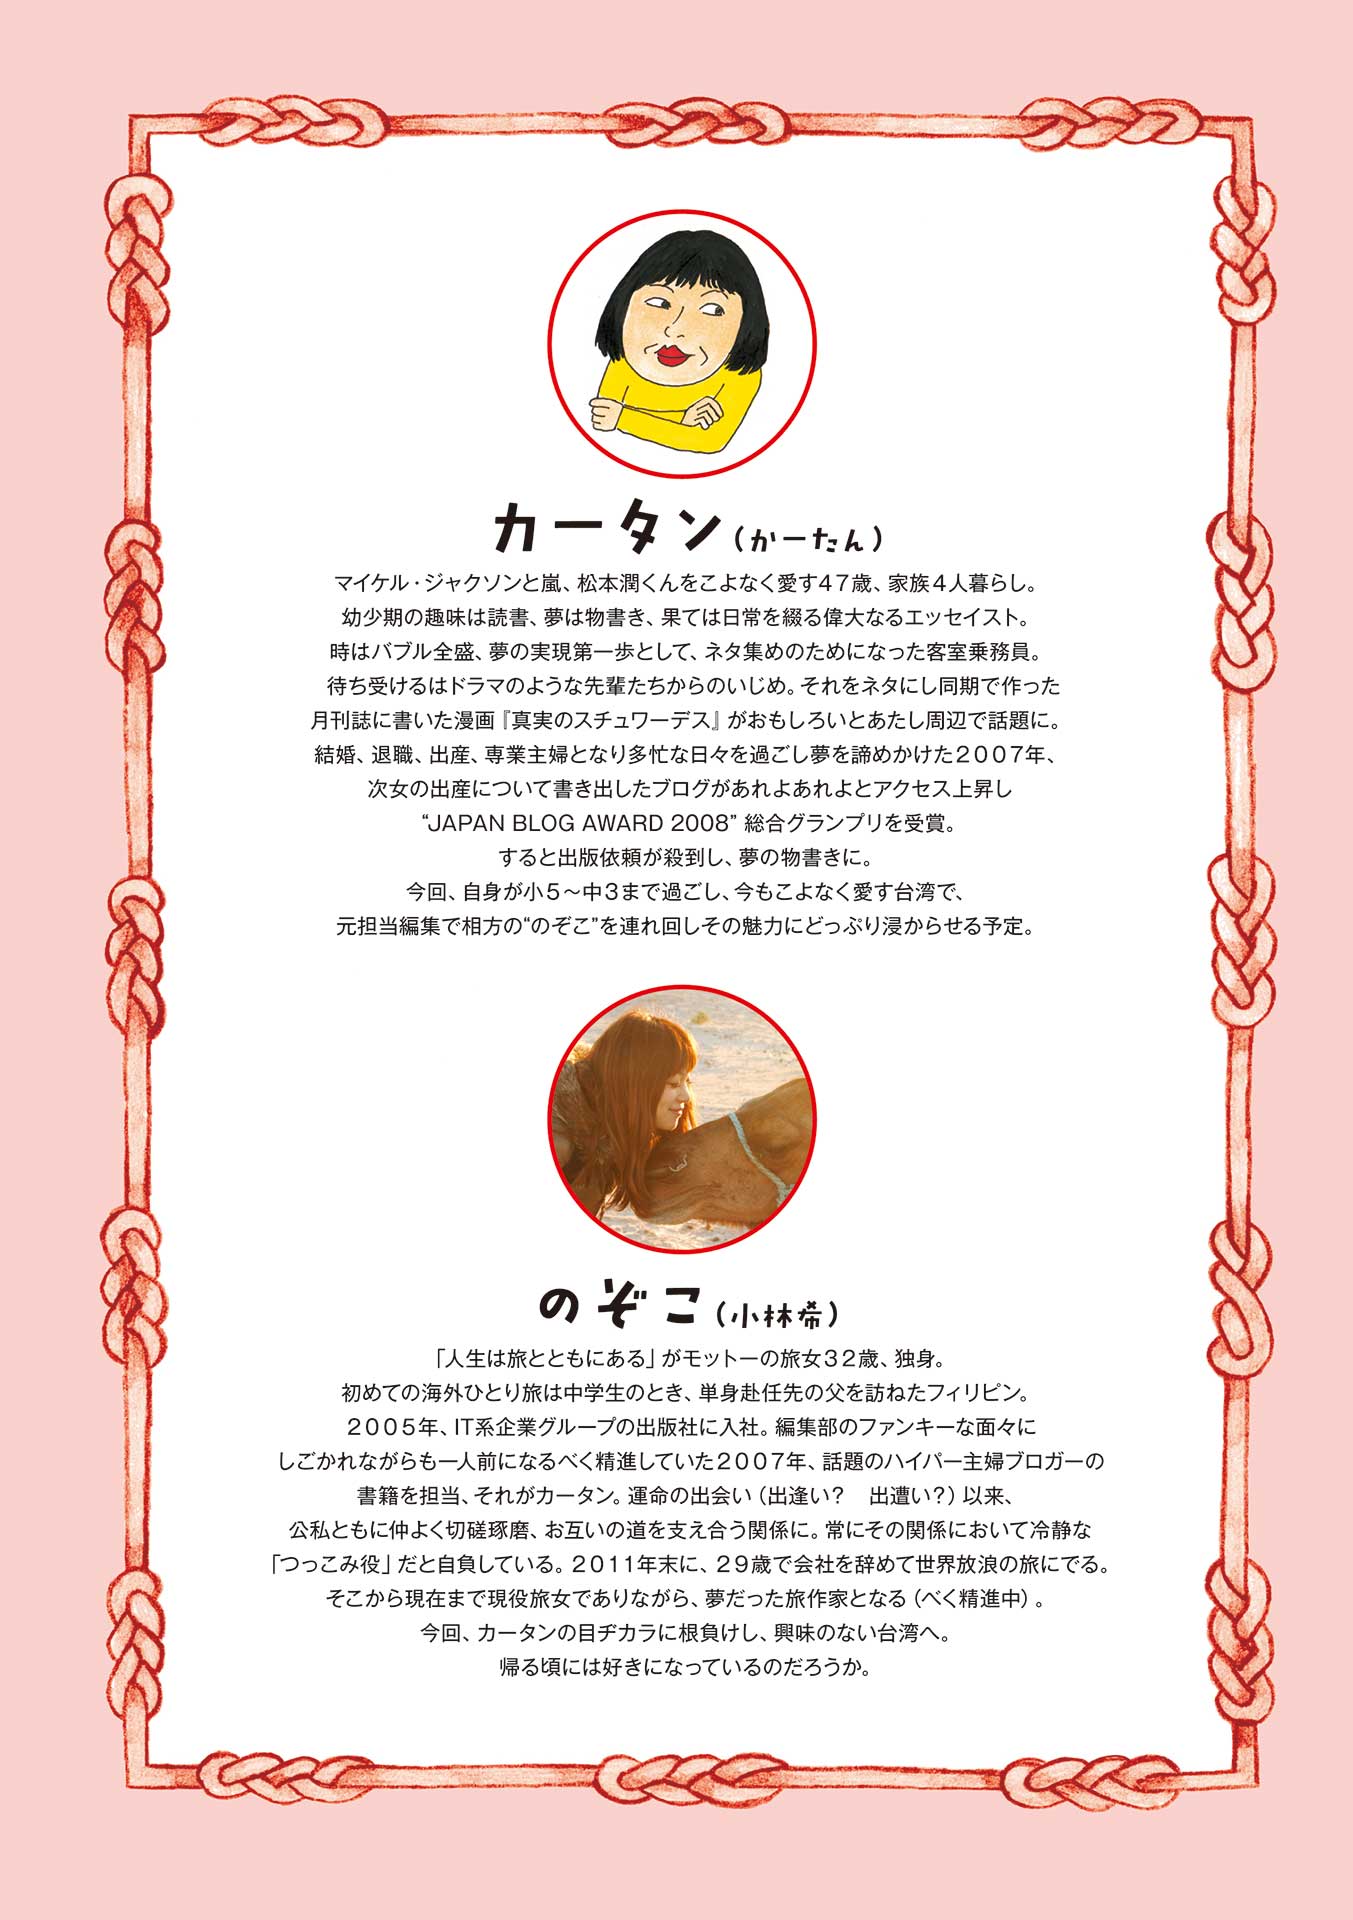 カータン（かーたん）
マイケル・ジャクソンと嵐、松本潤くんをこよなく愛す４７歳、家族４人暮らし。
幼少期の趣味は読書、夢は物書き、果ては日常を綴る偉大なるエッセイスト。
時はバブル全盛、夢の実現第一歩として、ネタ集めのためになった客室乗務員。
待ち受けるはドラマのような先輩たちからのいじめ。それをネタにし同期で作った
月刊誌に書いた漫画『真実のスチュワーデス』がおもしろいとあたし周辺で話題に。
結婚、退職、出産、専業主婦となり多忙な日々を過ごし夢を諦めかけた２００７年、
次女の出産について書き出したブログがあれよあれよとアクセス上昇し
“JAPAN BLOG AWARD 2008” 総合グランプリを受賞。
すると出版依頼が殺到し、夢の物書きに。
今回、自身が小５～中３まで過ごし、今もこよなく愛す台湾で、
元担当編集で相方の“のぞこ”を連れ回しその魅力にどっぷり浸からせる予定。
のぞこ（小林希）
「人生は旅とともにある」がモットーの旅女３２歳、独身。
初めての海外ひとり旅は中学生のとき、単身赴任先の父を訪ねたフィリピン。
２００５年、IT系企業グループの出版社に入社。編集部のファンキーな面々に
しごかれながらも一人前になるべく精進していた２００７年、話題のハイパー主婦ブロガーの
書籍を担当、それがカータン。運命の出会い（出逢い？　出遭い？）以来、
公私ともに仲よく切磋琢磨、お互いの道を支え合う関係に。常にその関係において冷静な
「つっこみ役」だと自負している。２０１１年末に、２９歳で会社を辞めて世界放浪の旅にでる。
そこから現在まで現役旅女でありながら、夢だった旅作家となる（べく精進中）。
今回、カータンの目ヂカラに根負けし、興味のない台湾へ。
帰る頃には好きになっているのだろうか。